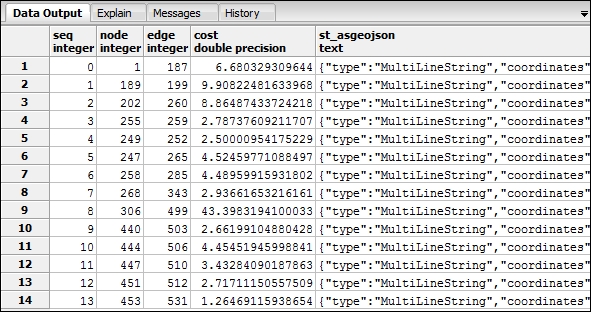 Data Output Explain Messages History
seq node edge cost st_asgeojson
integer integer integer double precision text
1 0 1 187 6.680329309644 {"type":"MultiLineString","coordinates"
2 1 189 199 9.90822481633968 {"type":"MultiLineString","coordinates"
3 2 202 260 8.86487433724218 {"type":"MultiLineString","coordinates"
4 3 255 259 2.78737609211707 {"type":"MultiLineString","coordinates"
5 4 249 252 2.50000954175229 {"type":"MultiLineString","coordinates"
6 5 247 265 4.52459771088497 {"type":"MultiLineString","coordinates"
7 6 258 285 4.48959915931802 {"type":"MultiLineString","coordinates"
8 7 268 343 2.93661653216161 {"type":"MultiLineString","coordinates"
9 8 306 499 43.3983194100033 {"type":"MultiLineString","coordinates"
10 9 440 503 2.66199104880428 {"type":"MultiLineString","coordinates"
11 10 444 506 4.45451945998841 {"type":"MultiLineString","coordinates"
12 11 447 510 3.43284090187863 {"type":"MultiLineString","coordinates"
13 12 451 512 2.71711150557509 {"type":"MultiLineString","coordinates"
14 13 453 531 1.26469115938654 {"type":"MultiLineString","coordinates"